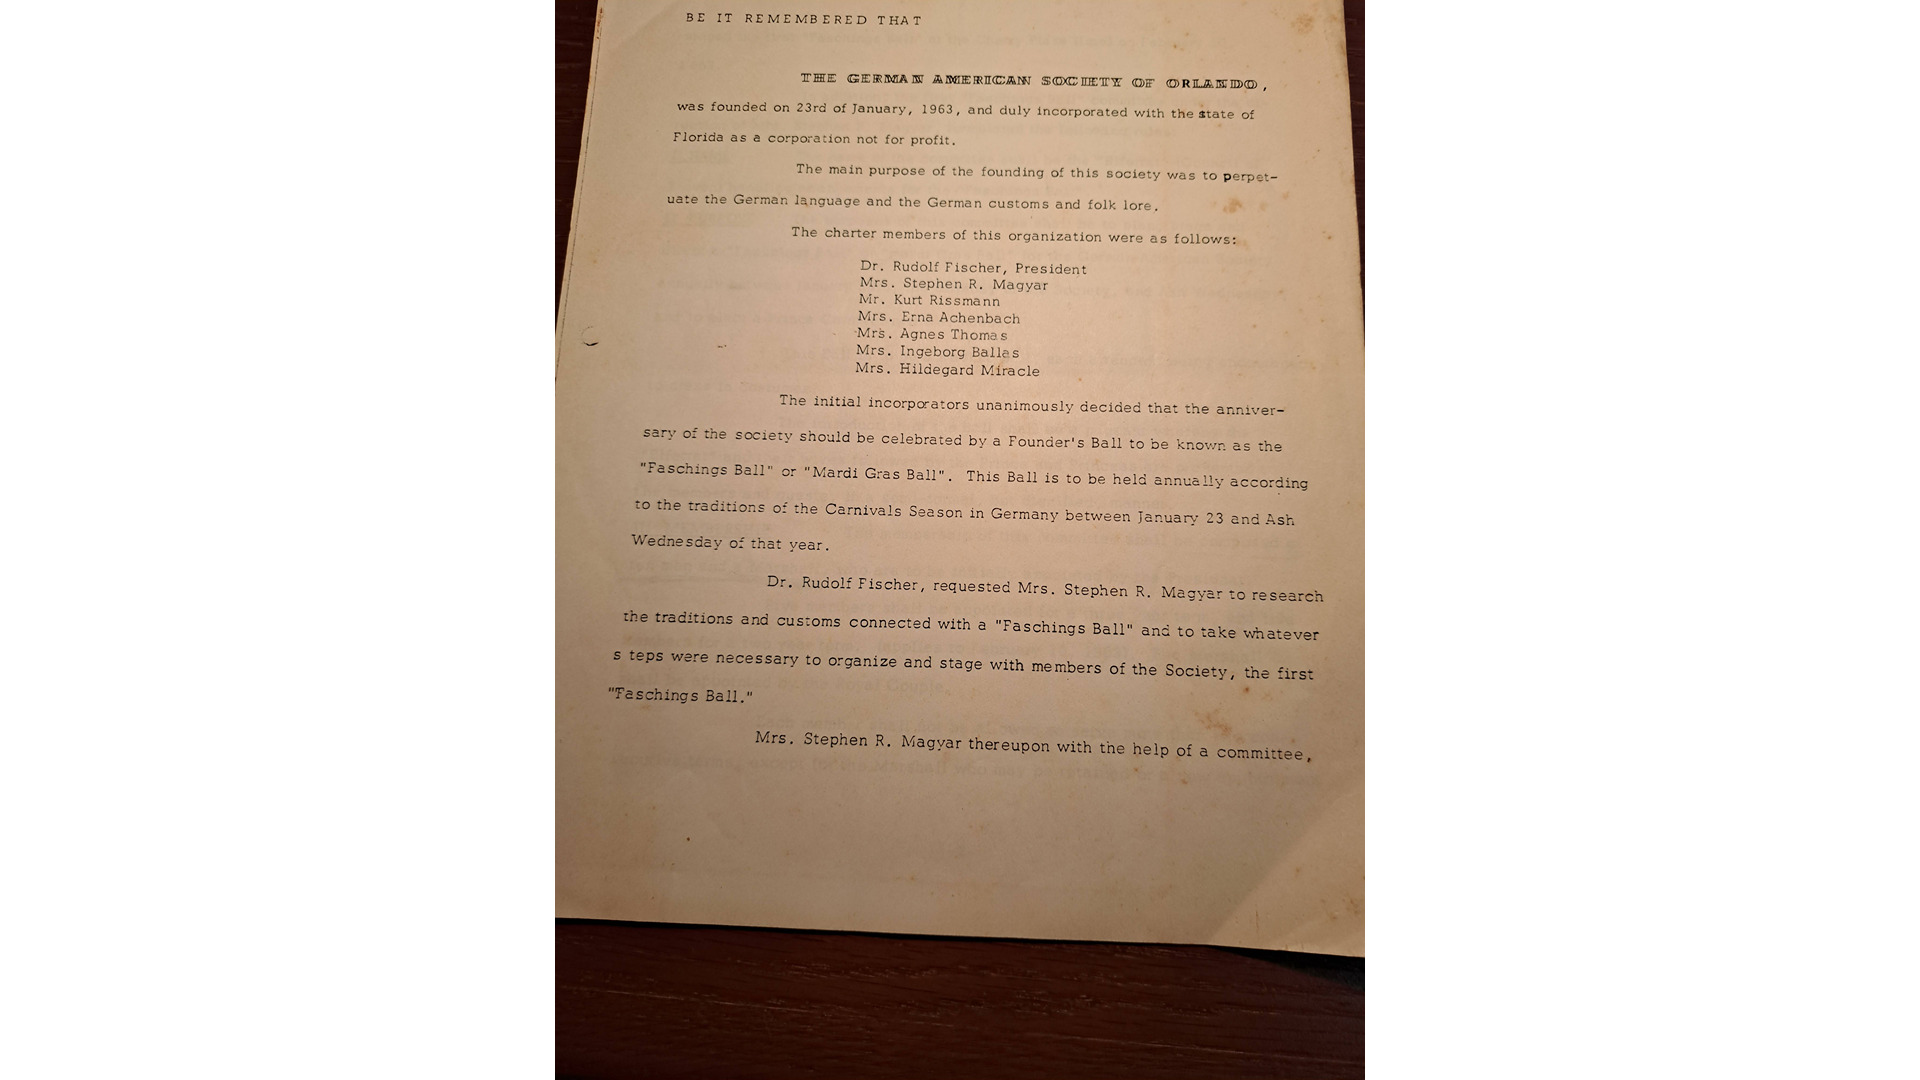 BE IT REMEMBERED THAT
THE GERMAN AMERICAN SOCIETY OF ORLANDO,
was founded on 23rd of January, 1963, and duly incorporated with the state of
Florida as a corporation not for profit.
The main purpose of the founding of this society was to perpet-
uate the German language and the German customs and folk lore.
The charter members of this organization were as follows:
Dr. Rudolf Fischer, President
Mrs. Stephen R. Magyar
Mr. Kurt Rissmann
Mrs. Erna Achenbach
Mrs. Agnes Thomas
Mrs. Ingeborg Ballas
Mrs. Hildegard Miracle
The initial incorporators unanimously decided that the anniver-
sary of the society should be celebrated by a Founder's Ball to be known as the
"Faschings Ball" or "Mardi Gras Ball". This Ball is to be held annually according
to the traditions of the Carnivals Season in Germany between January 23 and Ash
Wednesday of that year.
Dr. Rudolf Fischer, requested Mrs. Stephen R. Magyar to research
the traditions and customs connected with a "Faschings Ball" and to take whatever
s teps were necessary to organize and stage with members of the Society, the first
"Faschings Ball."
Mrs. Stephen R. Magyar thereupon with the help of a committee,